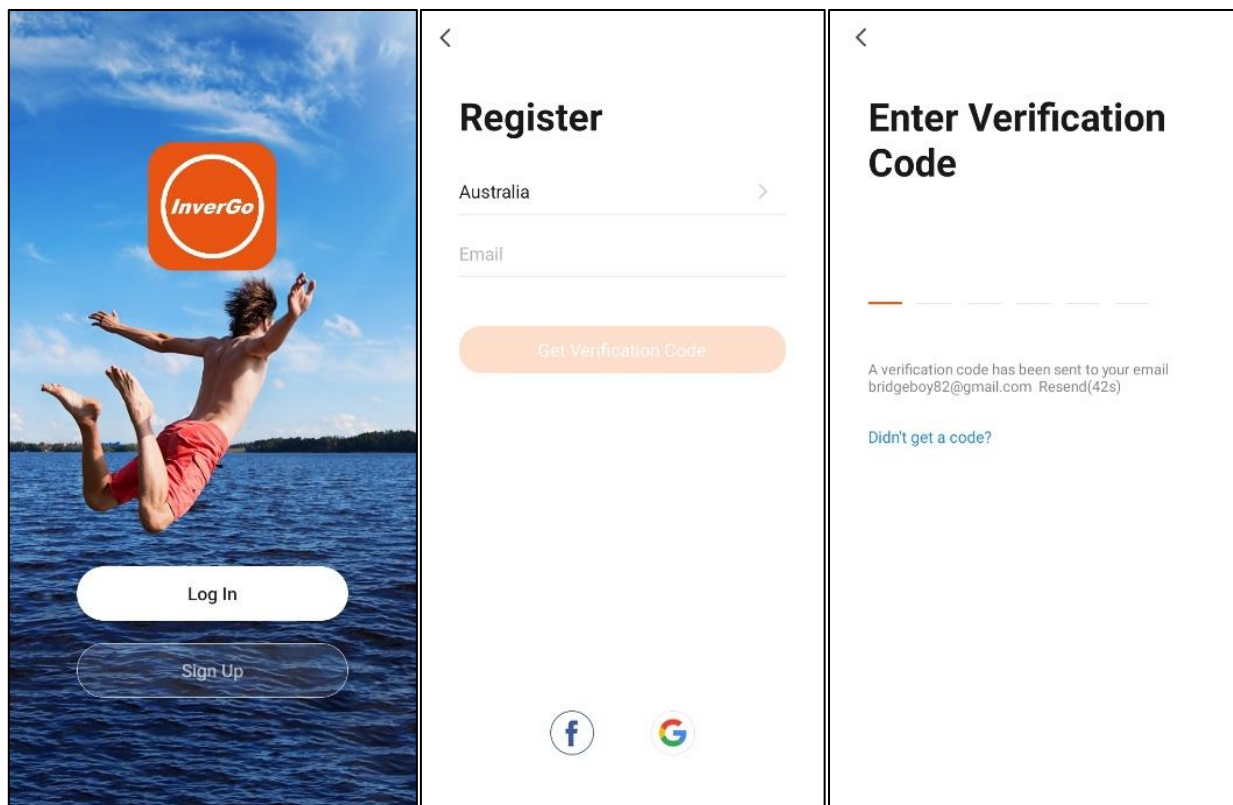 InverGo
Log In
Sign Up
Register
Australia
Email
Get Verification Code
Enter Verification
Code
A verification code has been sent to your email
bridgeboy82@gmail.com Resend(42s)
Didn't get a code?